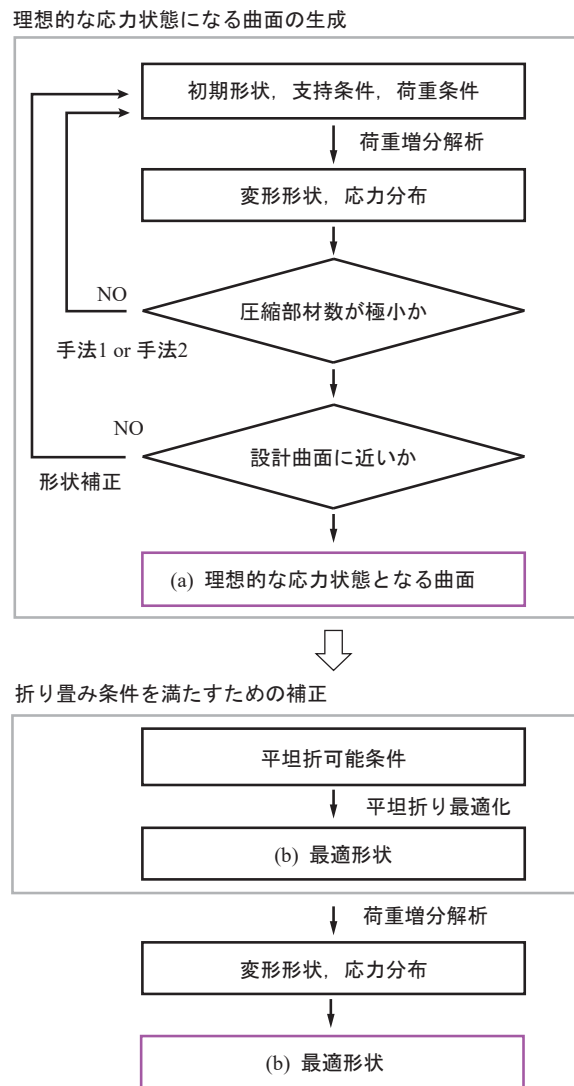 理想的な応力状態になる曲面の生成
初期形状，支持条件，荷重条件
荷重増分解析
変形形状，応力分布
圧縮部材数が極小か
NO
手法1 or 手法2
設計曲面に近いか
NO
形状補正
(a) 理想的な応力状態となる曲面
折り畳み条件を満たすための補正
平坦折可能条件
平坦折り最適化
(b) 最適形状
荷重増分解析
変形形状，応力分布
(b) 最適形状